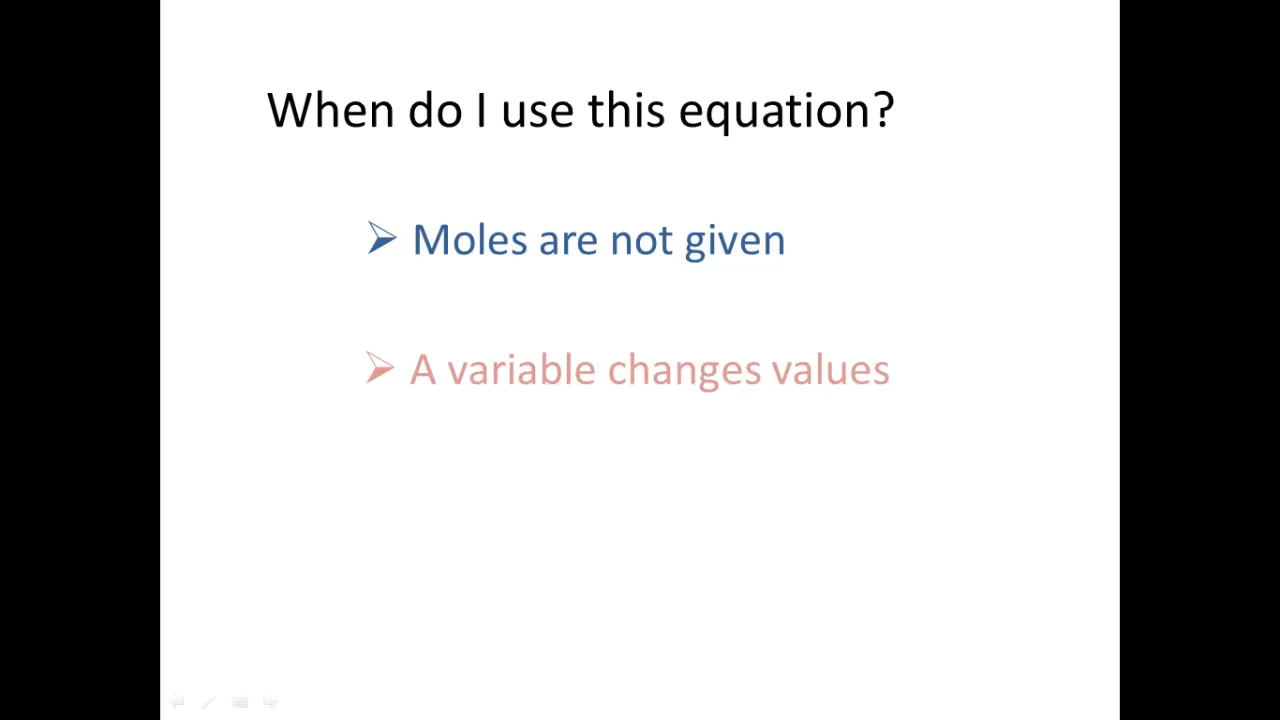 When do I use this equation?
➢ Moles are not given
➢ A variable changes values